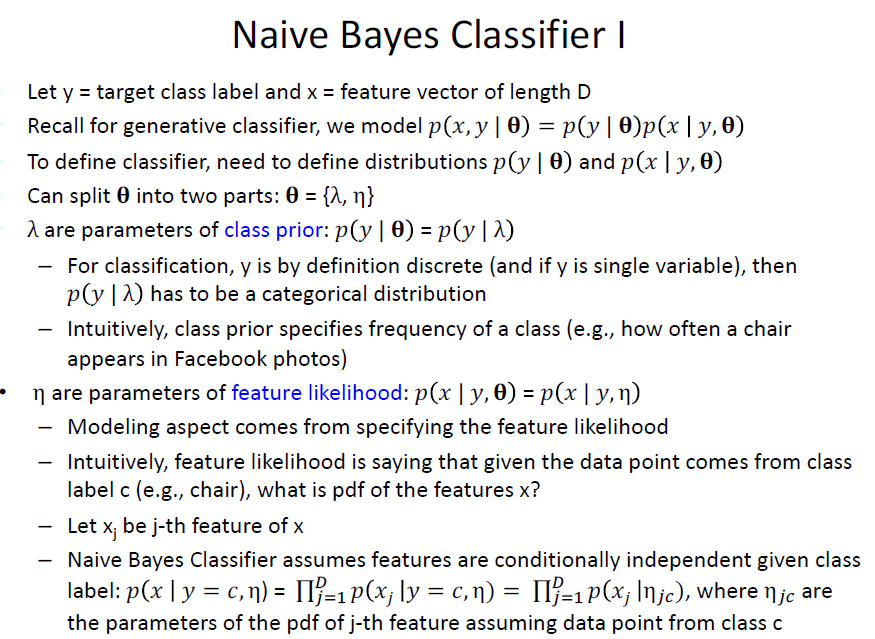 Naive Bayes Classifier I
Let y = target class label and x = feature vector of length D
Recall for generative classifier, we model p(x, y | θ) = p(y | θ)p(x | y, θ)
To define classifier, need to define distributions p(y | θ) and p(x | y, θ)
Can split θ into two parts: θ = {λ, η}
λ are parameters of class prior: p(y | θ) = p(y | λ)
– For classification, y is by definition discrete (and if y is single variable), then
p(y | λ) has to be a categorical distribution
– Intuitively, class prior specifies frequency of a class (e.g., how often a chair
appears in Facebook photos)
• η are parameters of feature likelihood: p(x | y, θ) = p(x | y, η)
– Modeling aspect comes from specifying the feature likelihood
– Intuitively, feature likelihood is saying that given the data point comes from class
label c (e.g., chair), what is pdf of the features x?
– Let xⱼ be j-th feature of x
– Naive Bayes Classifier assumes features are conditionally independent given class
label: p(x | y = c, η) = ∏_{j=1}^{D} p(x_j |y = c, η) = ∏_{j=1}^{D} p(x_j |η_{jc}), where η_{jc} are
the parameters of the pdf of j-th feature assuming data point from class c